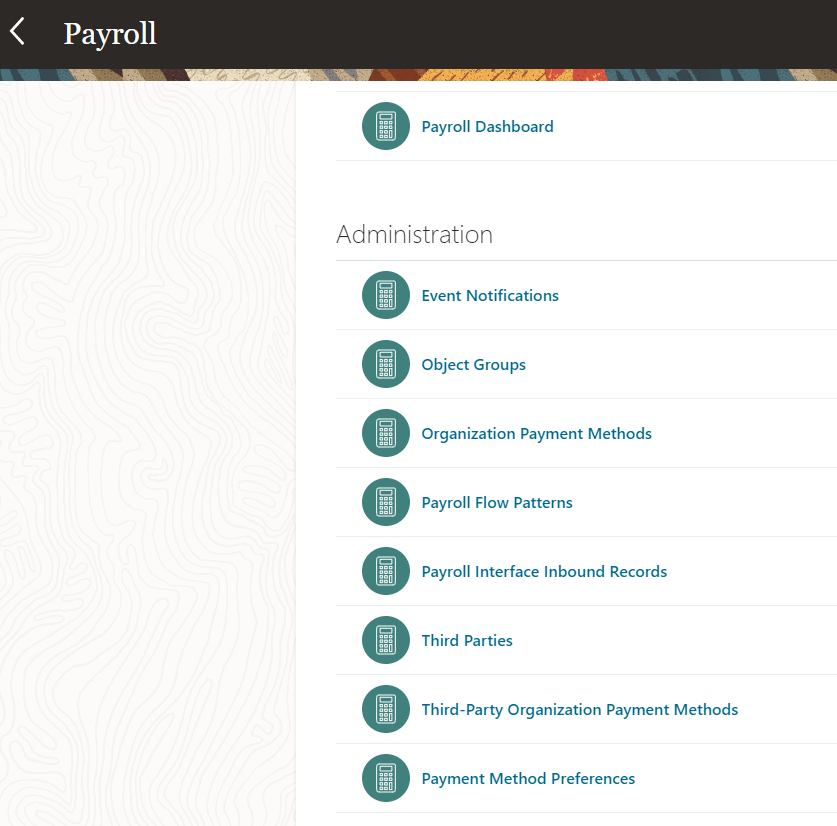 Payroll
Payroll Dashboard
Administration
Event Notifications
Object Groups
Organization Payment Methods
Payroll Flow Patterns
Payroll Interface Inbound Records
Third Parties
Third-Party Organization Payment Methods
Payment Method Preferences